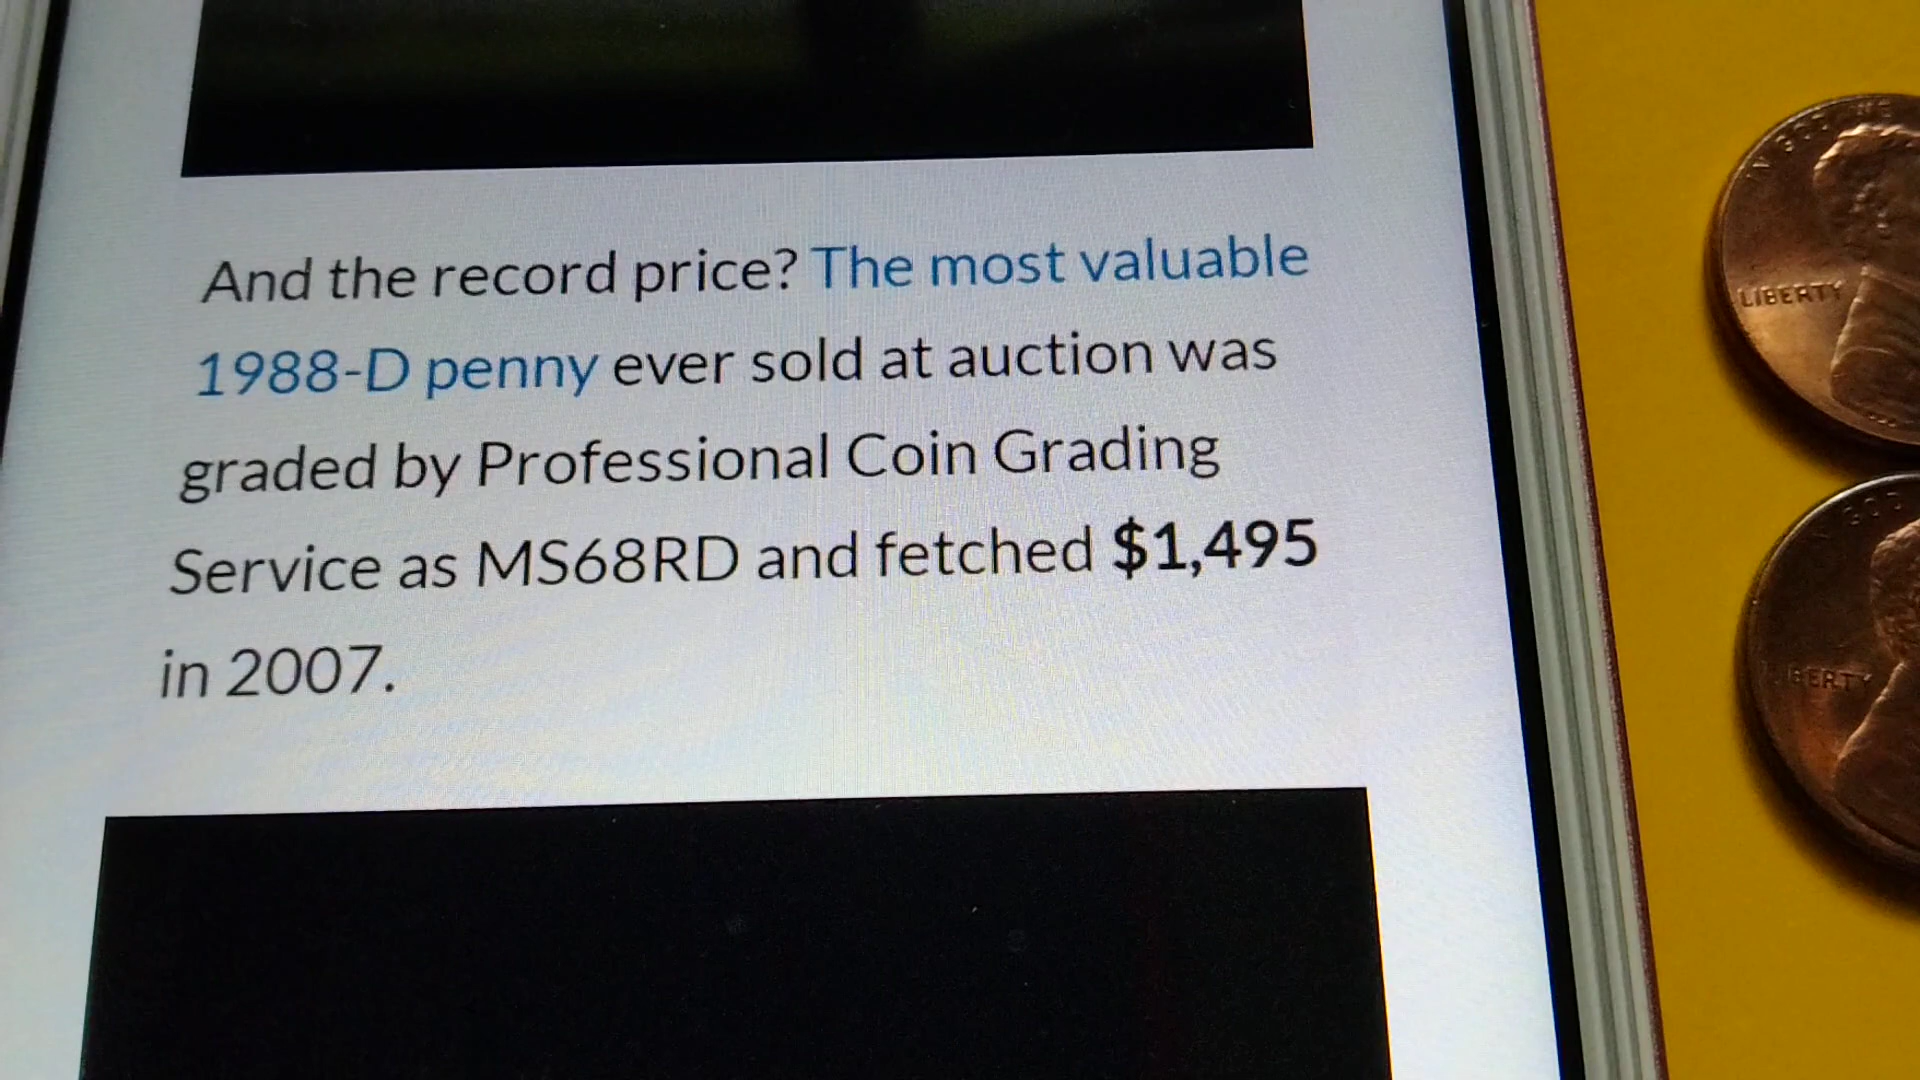 And the record price? The most valuable
1988-D penny ever sold at auction was
graded by Professional Coin Grading
Service as MS68RD and fetched $1,495
in 2007.
LIBERTY